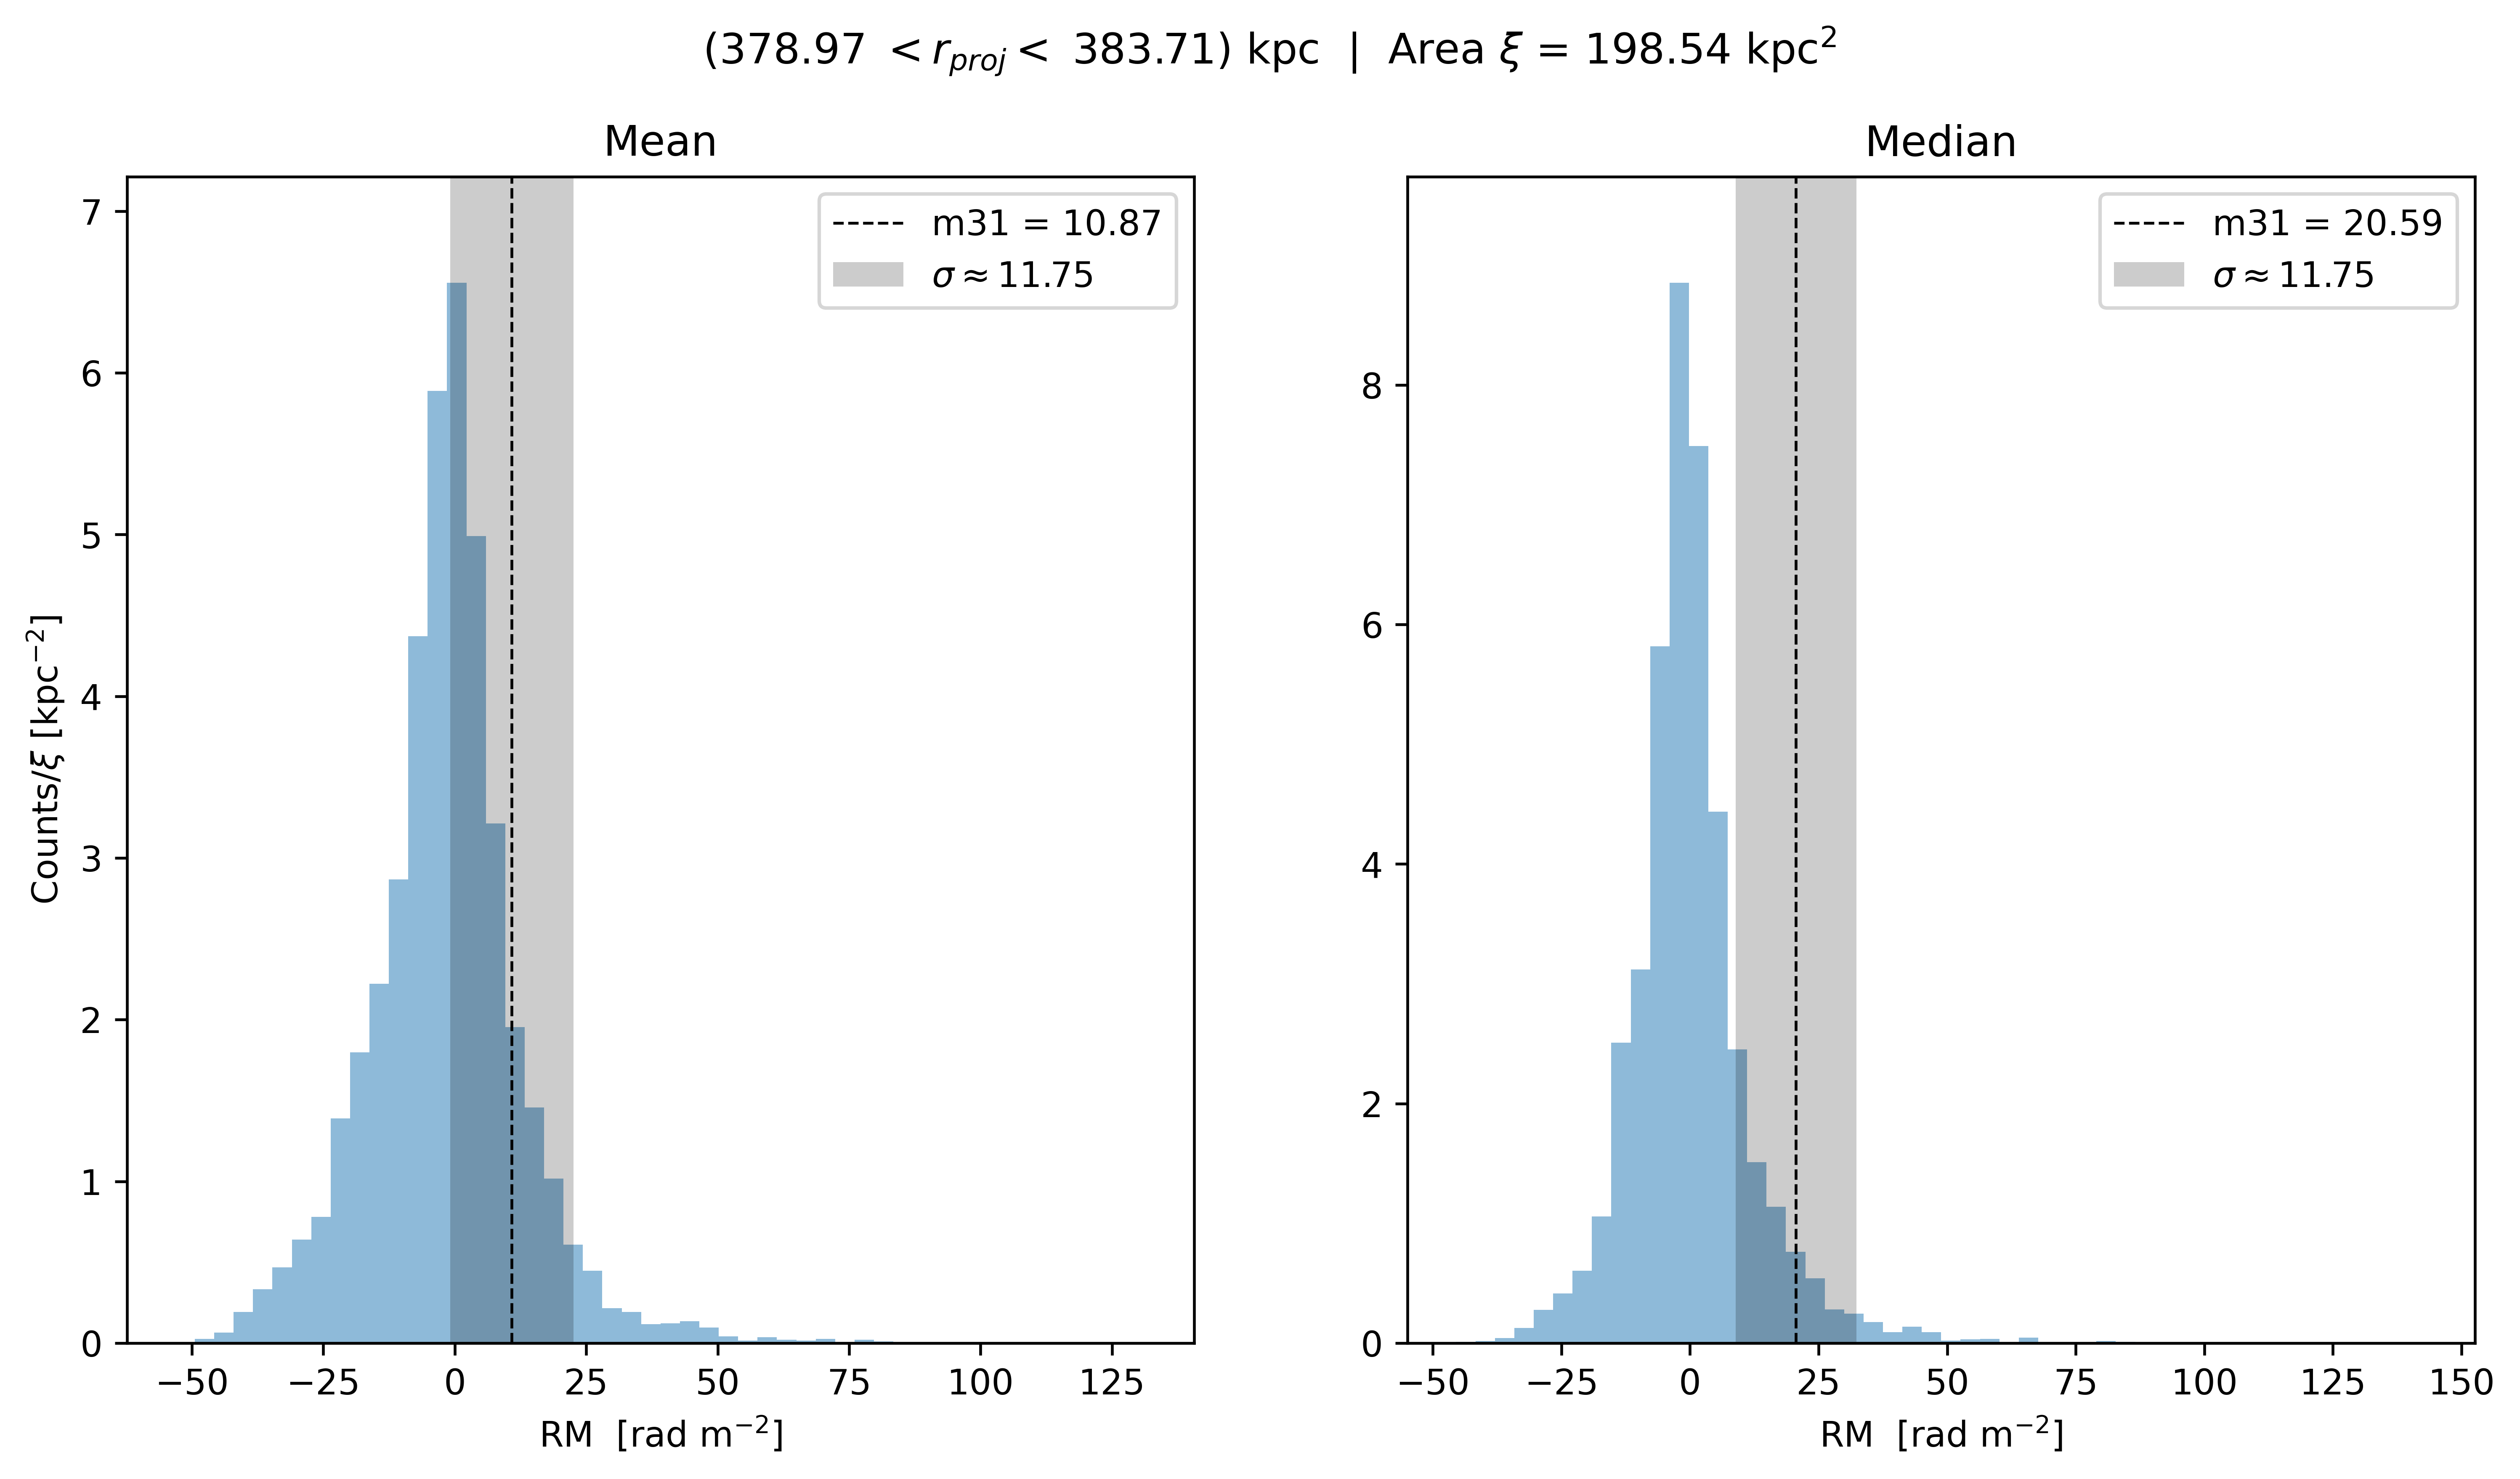 (378.97 < r_proj < 383.71) kpc | Area ξ = 198.54 kpc²
Mean
m31 = 10.87
σ ≈ 11.75
7
6
5
4
3
2
1
0
Counts/ξ [kpc⁻²]
−50 −25 0 25 50 75 100 125
RM [rad m⁻²]
Median
m31 = 20.59
σ ≈ 11.75
8
6
4
2
0
−50 −25 0 25 50 75 100 125 150
RM [rad m⁻²]